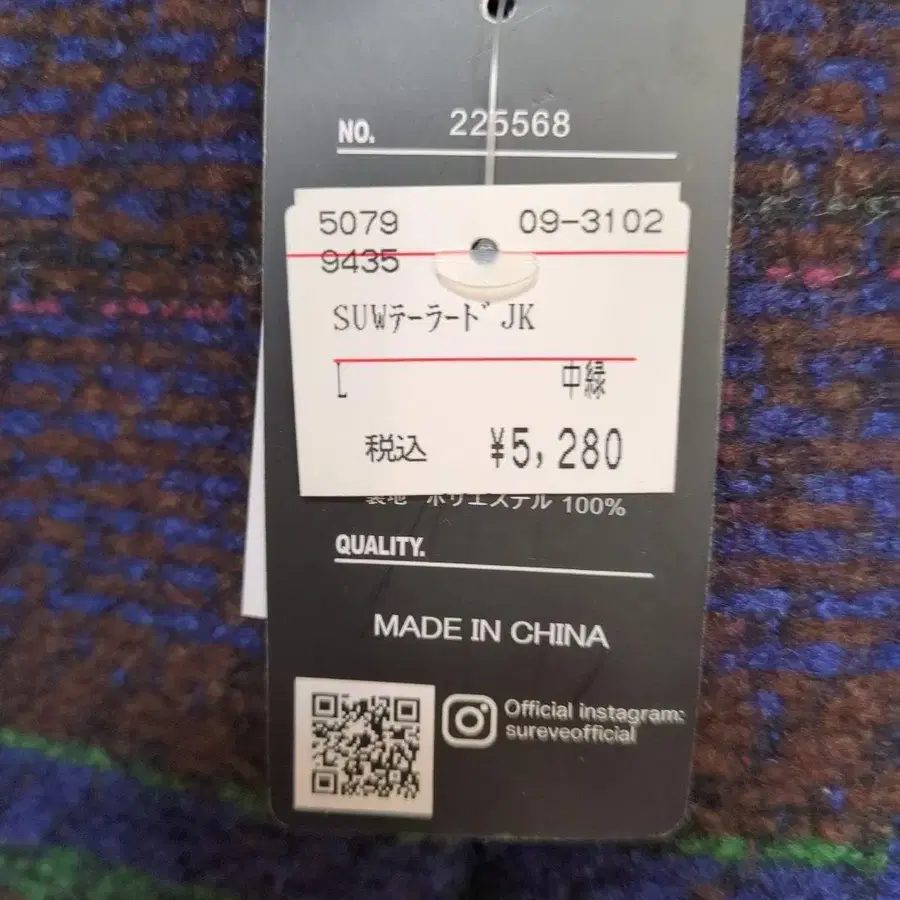 NO. 225568
5079 09-3102
9435
SUWﾃｰﾗｰﾄﾞJK
L 中緑
税込 ¥5,280
裏地 ポリエステル 100%
QUALITY.
MADE IN CHINA
Official instagram:
sureveofficial